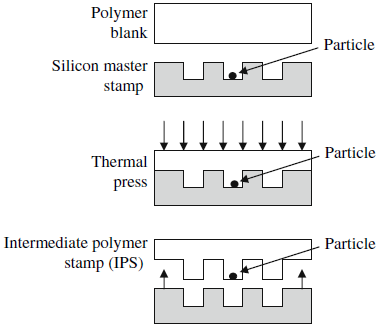 Polymer
blank
Particle
Silicon master
stamp
Particle
Thermal
press
Intermediate polymer
stamp (IPS)
Particle